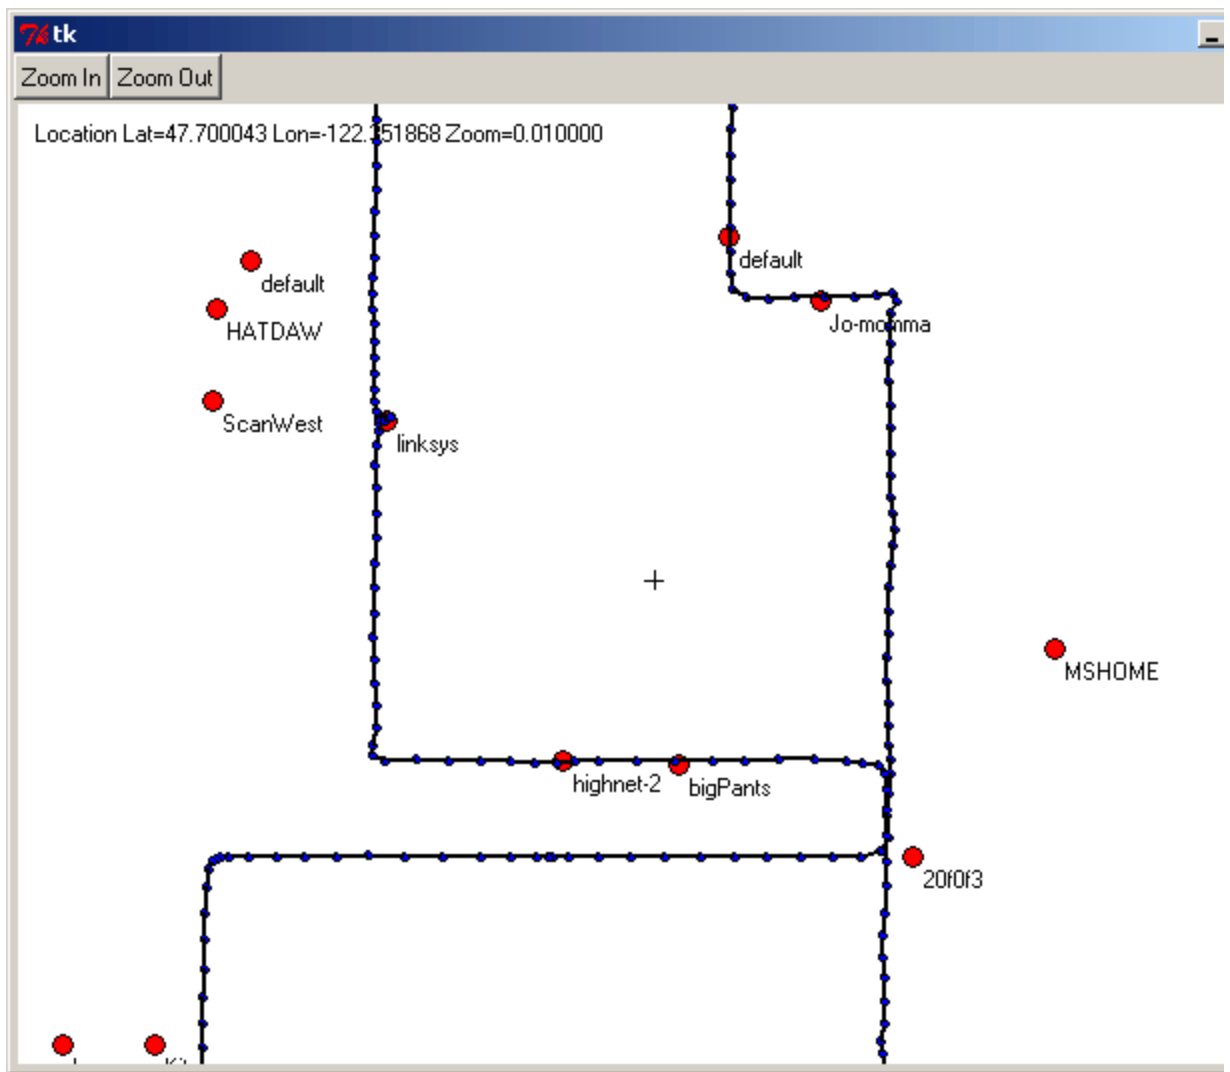 tk
Zoom In Zoom Out
Location Lat=47.700043 Lon=-122.351868 Zoom=0.010000
default
default
HATDAW
Jo-momma
ScanWest
linksys
MSHOME
highnet-2
bigPants
20f0f3